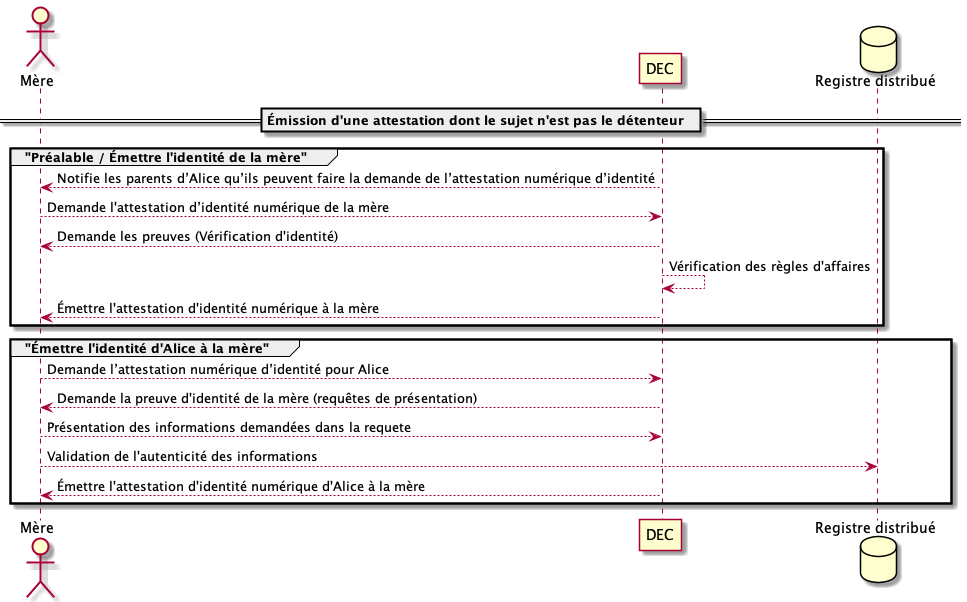 Mère
DEC
Registre distribué
Émission d'une attestation dont le sujet n'est pas le détenteur
"Préalable / Émettre l'identité de la mère"
Notifie les parents d’Alice qu’ils peuvent faire la demande de l’attestation numérique d’identité
Demande l'attestation d’identité numérique de la mère
Demande les preuves (Vérification d'identité)
Vérification des règles d'affaires
Émettre l'attestation d'identité numérique à la mère
"Émettre l'identité d'Alice à la mère"
Demande l’attestation numérique d’identité pour Alice
Demande la preuve d'identité de la mère (requêtes de présentation)
Présentation des informations demandées dans la requete
Validation de l'autenticité des informations
Émettre l'attestation d'identité numérique d'Alice à la mère
Mère
DEC
Registre distribué